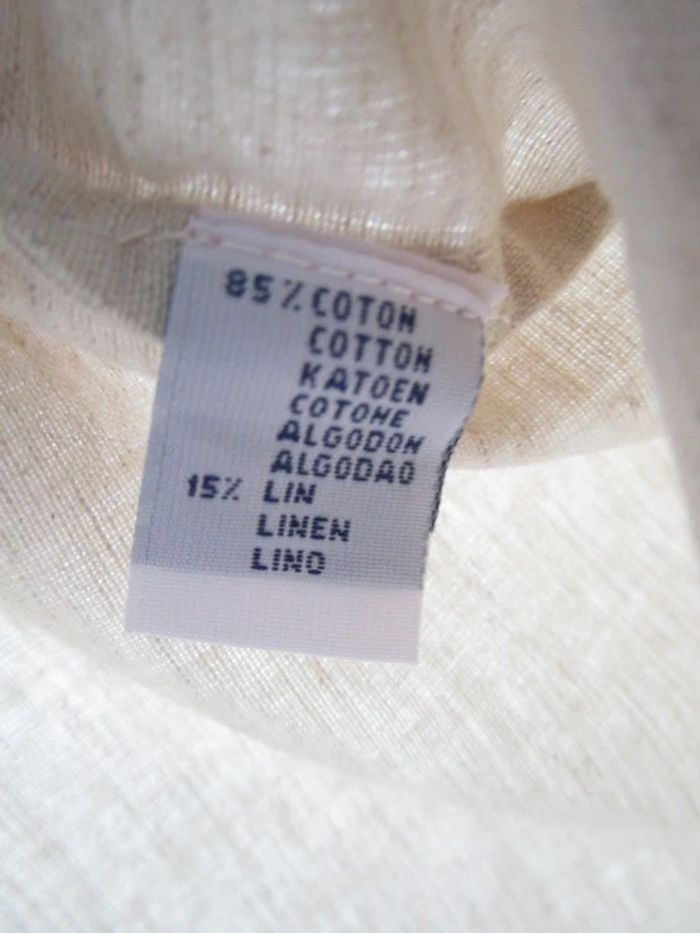 85% COTON
COTTON
KATOEN
COTONE
ALGODON
ALGODAO
15% LIN
LINEN
LINO